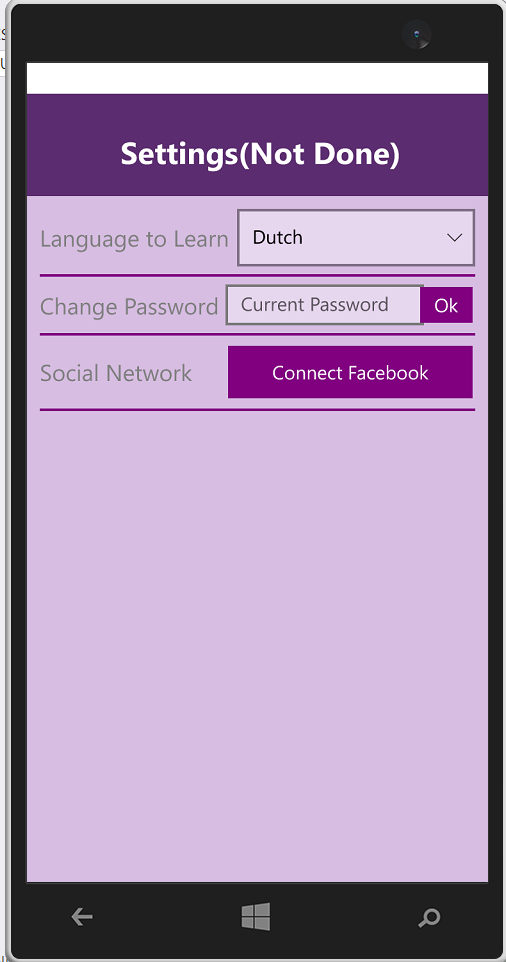 Settings(Not Done)
Language to Learn Dutch
Change Password Current Password Ok
Social Network Connect Facebook